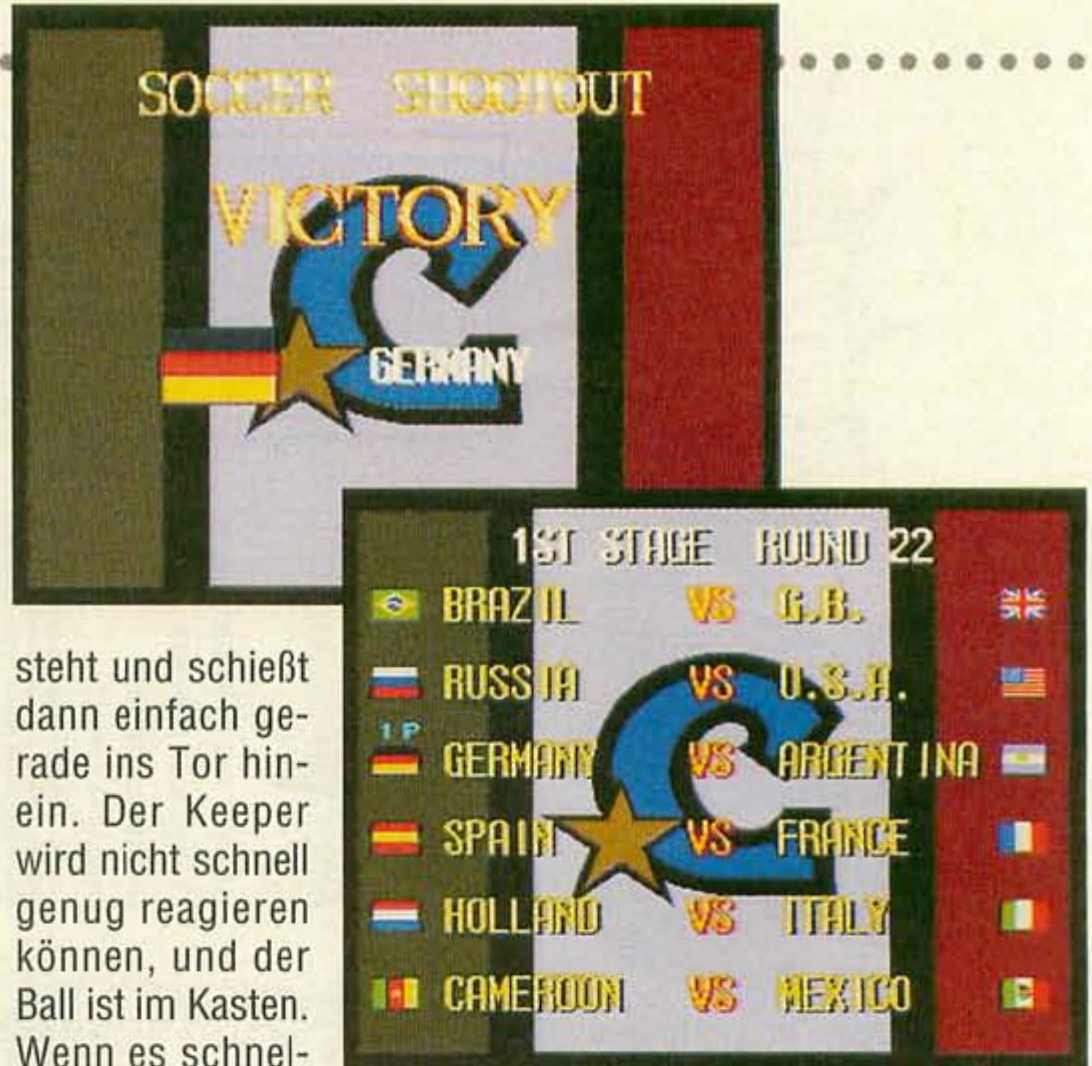 SOCCER SHOOTOUT
VICTORY
GERMANY
1ST STAGE ROUND 22
BRAZIL VS G.B.
RUSSIA VS U.S.A.
1P
GERMANY VS ARGENTINA
SPAIN VS FRANCE
HOLLAND VS ITALY
CAMEROON VS MEXICO
steht und schießt
dann einfach ge-
rade ins Tor hin-
ein. Der Keeper
wird nicht schnell
genug reagieren
können, und der
Ball ist im Kasten.
Wenn es schnel-